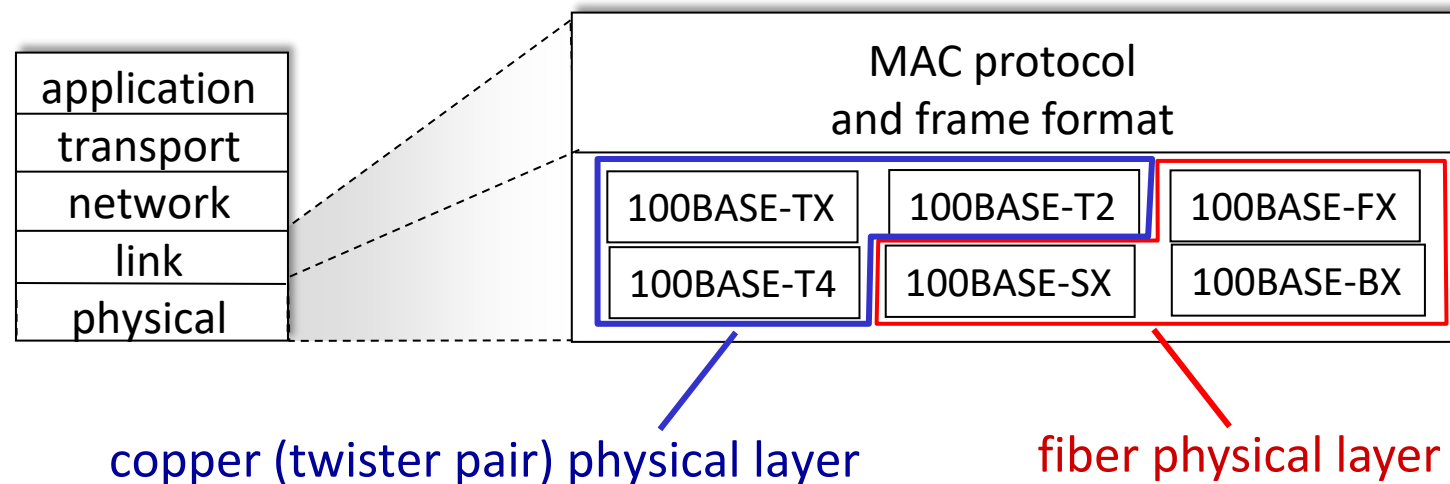 application
transport
network
link
physical
MAC protocol
and frame format
100BASE-TX
100BASE-T2
100BASE-FX
100BASE-T4
100BASE-SX
100BASE-BX
copper (twister pair) physical layer
fiber physical layer